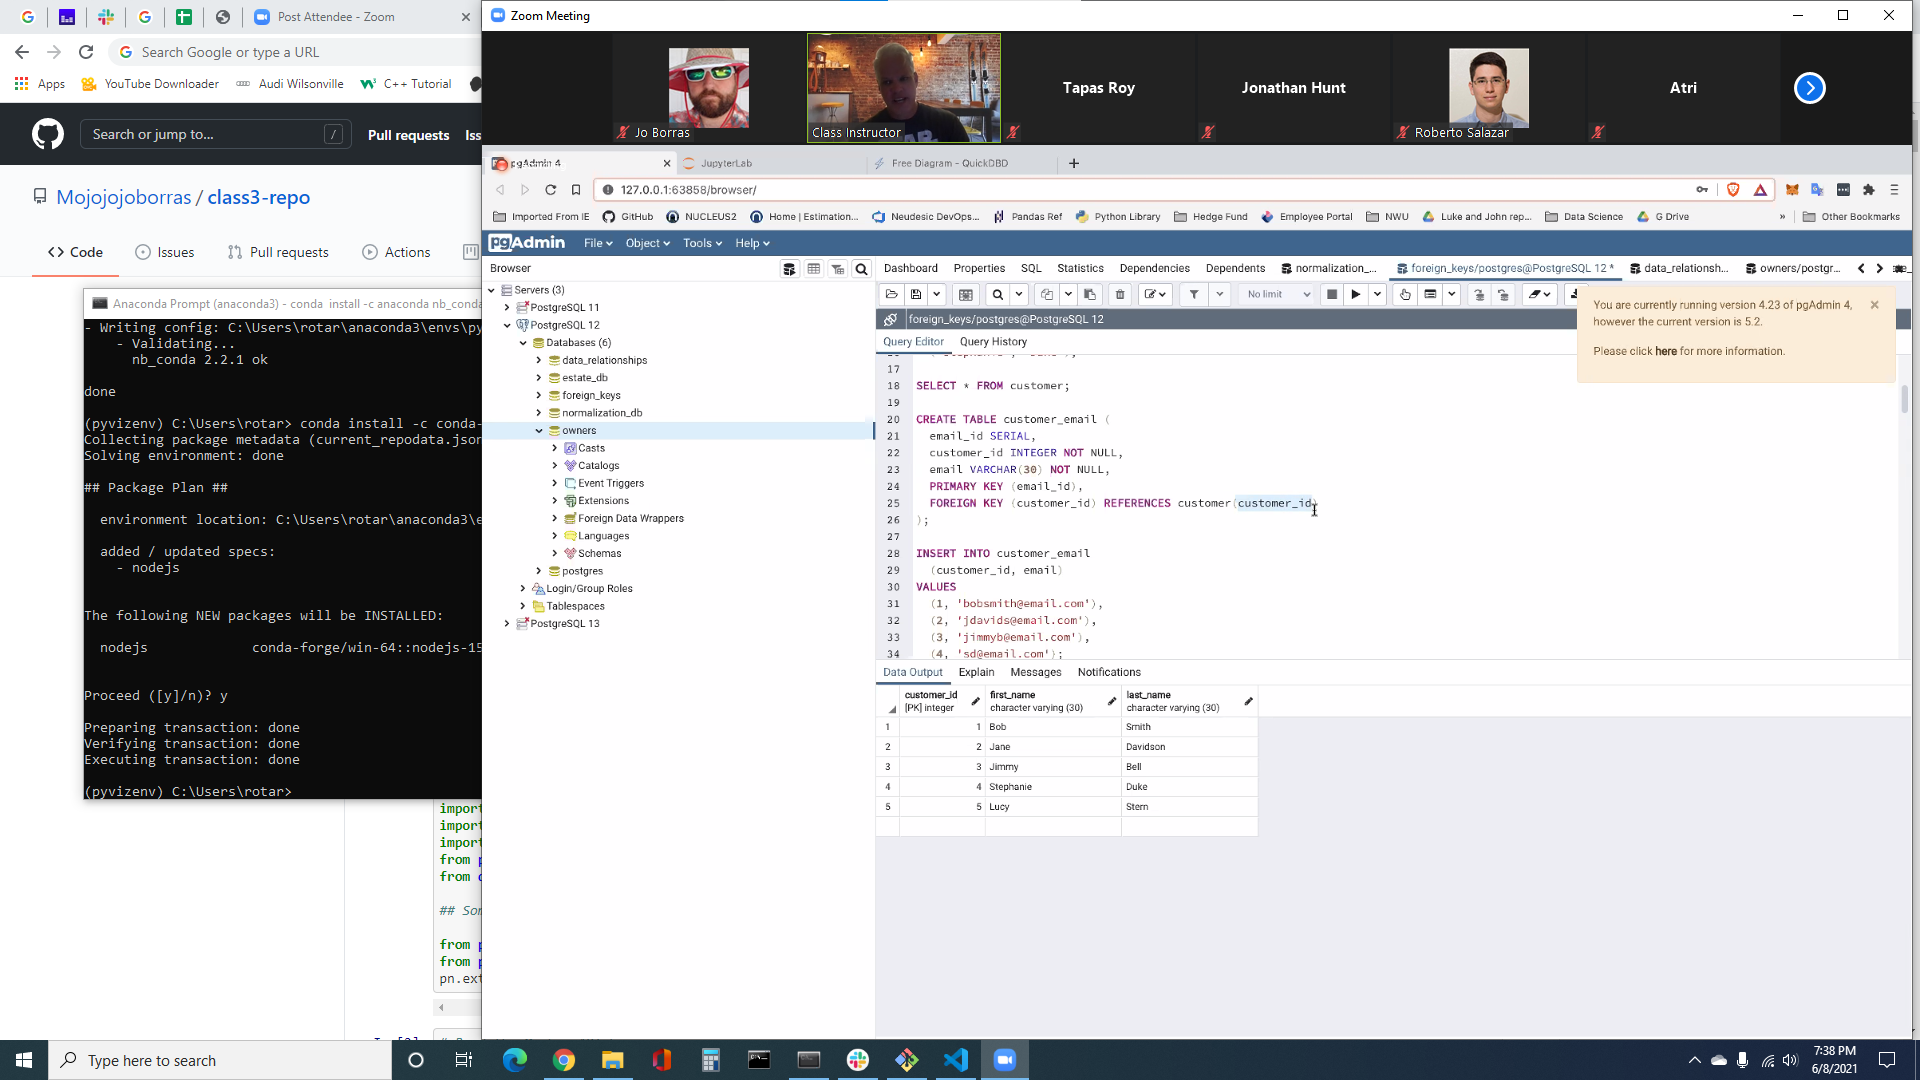 Post Attendee - Zoom
Search Google or type a URL
Apps
YouTube Downloader
Audi Wilsonville
C++ Tutorial
Search or jump to...
/
Pull requests
Iss
Mojojojoborras / class3-repo
Code
Issues
Pull requests
Actions
Anaconda Prompt (anaconda3) - conda install -c anaconda nb_conda
- Writing config: C:\Users\rotar\anaconda3\envs\py
- Validating...
nb_conda 2.2.1 ok
done
(pyvizenv) C:\Users\rotar> conda install -c conda-
Collecting package metadata (current_repodata.json
Solving environment: done
## Package Plan ##
environment location: C:\Users\rotar\anaconda3\e
added / updated specs:
- nodejs
The following NEW packages will be INSTALLED:
nodejs conda-forge/win-64::nodejs-15
Proceed ([y]/n)? y
Preparing transaction: done
Verifying transaction: done
Executing transaction: done
(pyvizenv) C:\Users\rotar>
import
import
import
from p
from d
## Som
from p
from p
pn.ext
Zoom Meeting
Jo Borras
Class Instructor
Tapas Roy
Jonathan Hunt
Roberto Salazar
Atri
pgAdmin 4
JupyterLab
Free Diagram - QuickDBD
127.0.0.1:63858/browser/
Imported From IE
GitHub
NUCLEUS2
Home | Estimation...
Neudesic DevOps...
Pandas Ref
Python Library
Hedge Fund
Employee Portal
NWU
Luke and John rep...
Data Science
G Drive
»
Other Bookmarks
pgAdmin
File
Object
Tools
Help
Browser
Dashboard
Properties
SQL
Statistics
Dependencies
Dependents
normalization_...
foreign_keys/postgres@PostgreSQL 12 *
data_relationsh...
owners/postgr...
No limit
foreign_keys/postgres@PostgreSQL 12
Query Editor
Query History
You are currently running version 4.23 of pgAdmin 4,
however the current version is 5.2.
Please click here for more information.
Servers (3)
PostgreSQL 11
PostgreSQL 12
Databases (6)
data_relationships
estate_db
foreign_keys
normalization_db
owners
Casts
Catalogs
Event Triggers
Extensions
Foreign Data Wrappers
Languages
Schemas
postgres
Login/Group Roles
Tablespaces
PostgreSQL 13
17
18 SELECT * FROM customer;
19
20 CREATE TABLE customer_email (
21 email_id SERIAL,
22 customer_id INTEGER NOT NULL,
23 email VARCHAR(30) NOT NULL,
24 PRIMARY KEY (email_id),
25 FOREIGN KEY (customer_id) REFERENCES customer(customer_id)
26 );
27
28 INSERT INTO customer_email
29 (customer_id, email)
30 VALUES
31 (1, 'bobsmith@email.com'),
32 (2, 'jdavids@email.com'),
33 (3, 'jimmyb@email.com'),
34 (4, 'sd@email.com');
Data Output
Explain
Messages
Notifications
customer_id
[PK] integer
first_name
character varying (30)
last_name
character varying (30)
1 1 Bob Smith
2 2 Jane Davidson
3 3 Jimmy Bell
4 4 Stephanie Duke
5 5 Lucy Stern
Type here to search
7:38 PM
6/8/2021